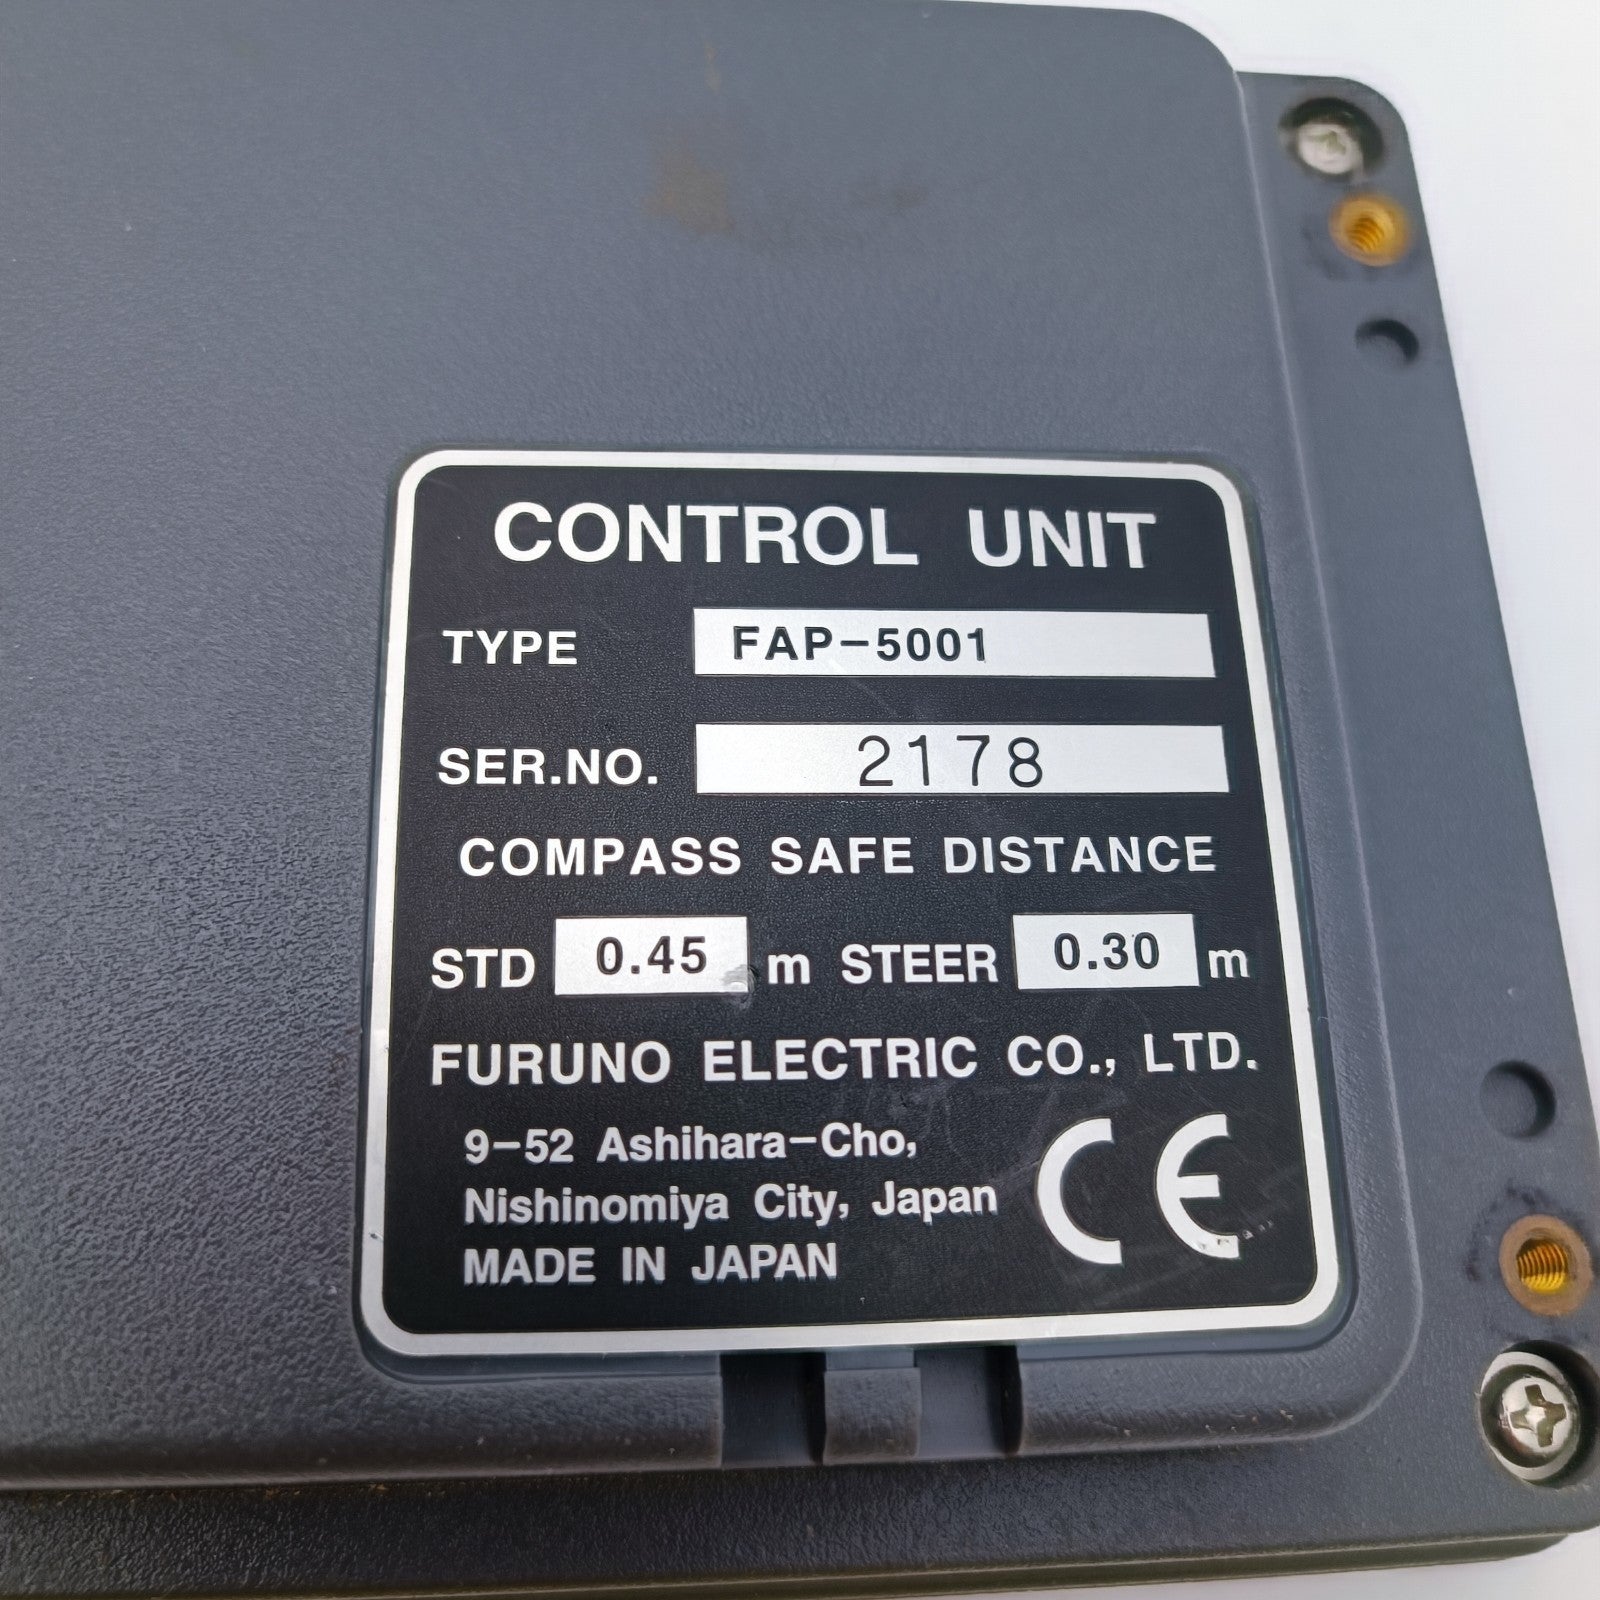 CONTROL UNIT
TYPE FAP-5001
SER.NO. 2178
COMPASS SAFE DISTANCE
STD 0.45 m STEER 0.30 m
FURUNO ELECTRIC CO., LTD.
9-52 Ashihara-Cho,
Nishinomiya City, Japan
MADE IN JAPAN
CE